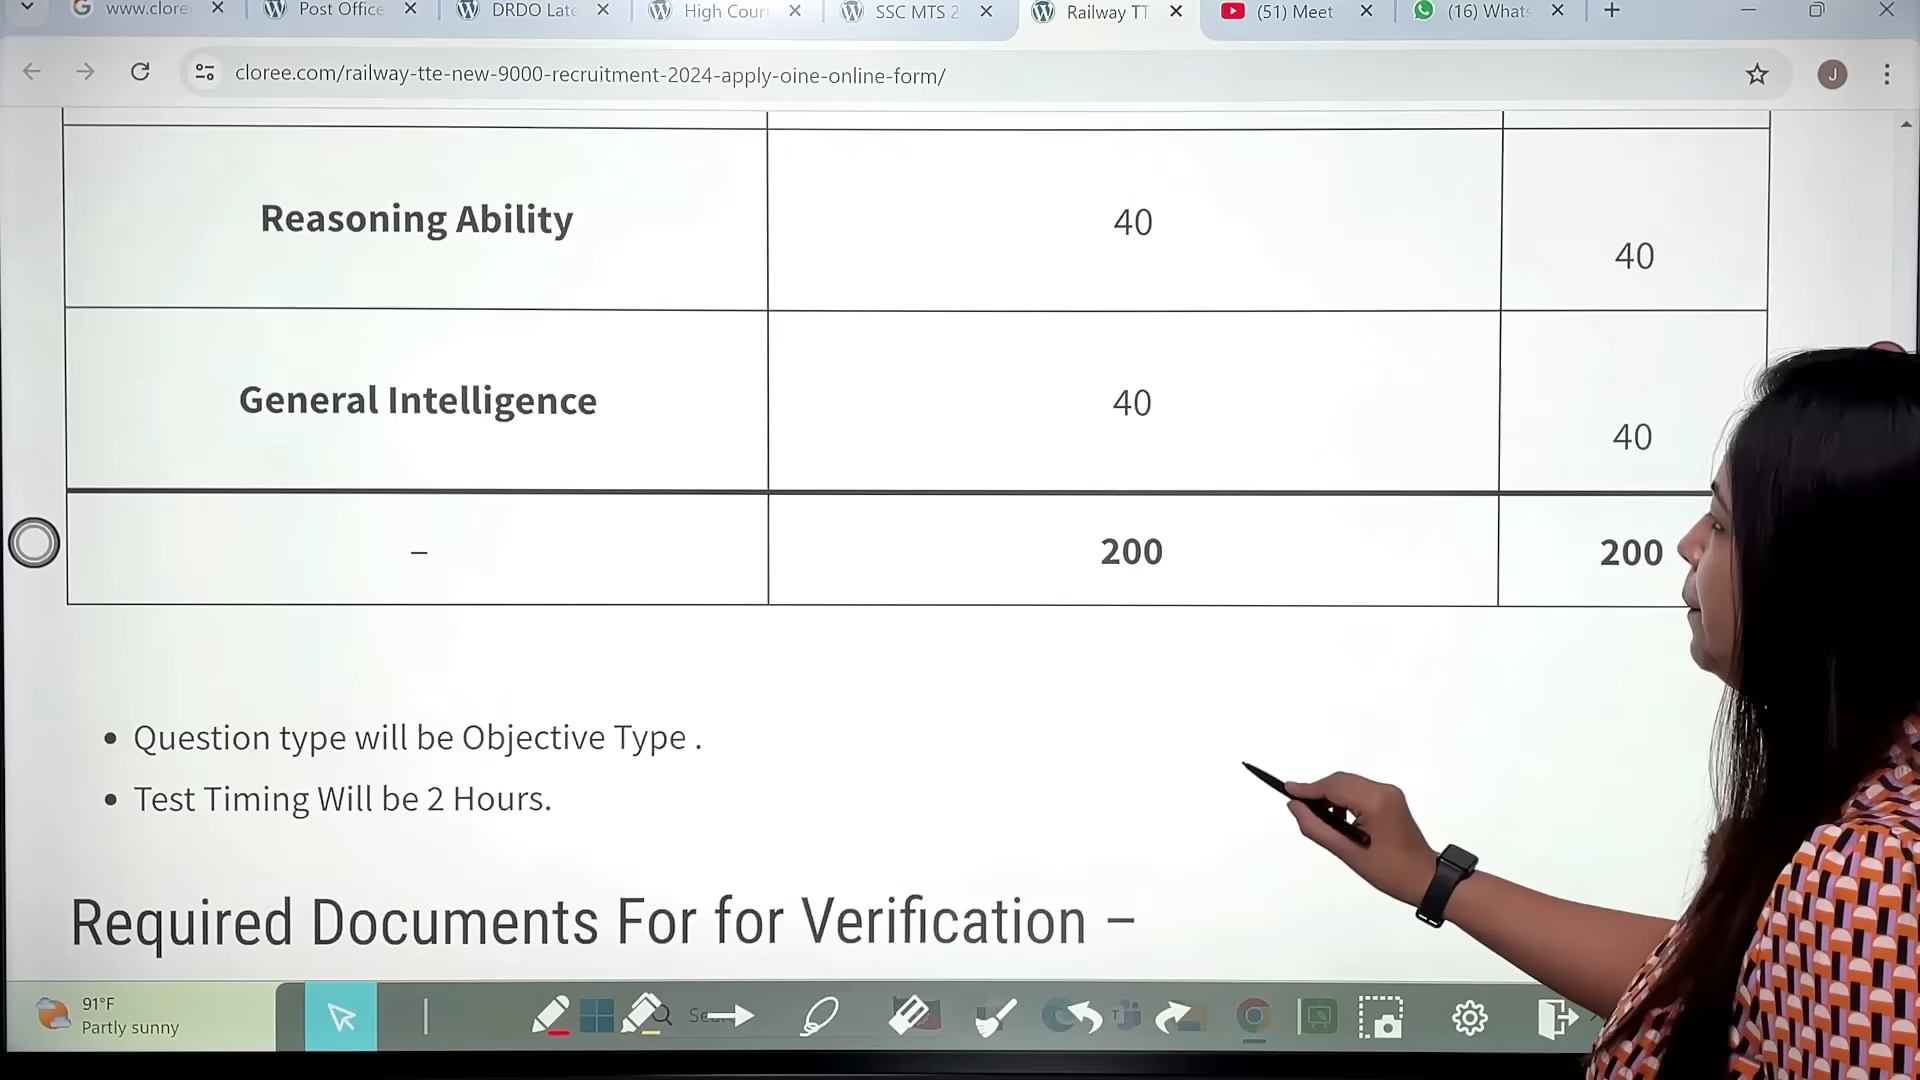 www.clore
Post Office
DRDO Late
High Cour
SSC MTS 2
Railway TT
(51) Meet
(16) Whats
cloree.com/railway-tte-new-9000-recruitment-2024-apply-oine-online-form/
J
Reasoning Ability 40 40
General Intelligence 40 40
– 200 200
• Question type will be Objective Type .
• Test Timing Will be 2 Hours.
Required Documents For for Verification –
91°F
Partly sunny